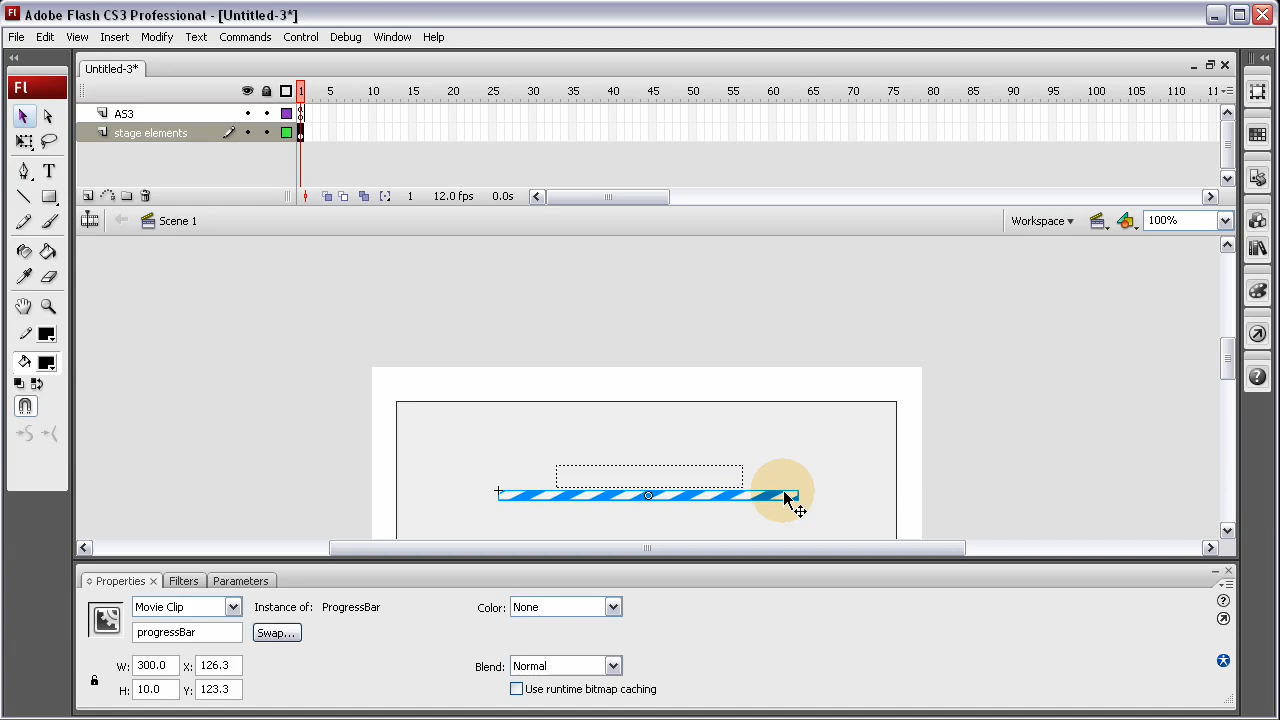 Adobe Flash CS3 Professional - [Untitled-3*]
File Edit View Insert Modify Text Commands Control Debug Window Help
Untitled-3*
Fl
1 5 10 15 20 25 30 35 40 45 50 55 60 65 70 75 80 85 90 95 100 105 110 11
AS3
stage elements
1 12.0 fps 0.0s
Scene 1 Workspace 100%
Properties Filters Parameters
Movie Clip Instance of: ProgressBar Color: None
progressBar Swap...
W: 300.0 X: 126.3 Blend: Normal
H: 10.0 Y: 123.3 Use runtime bitmap caching